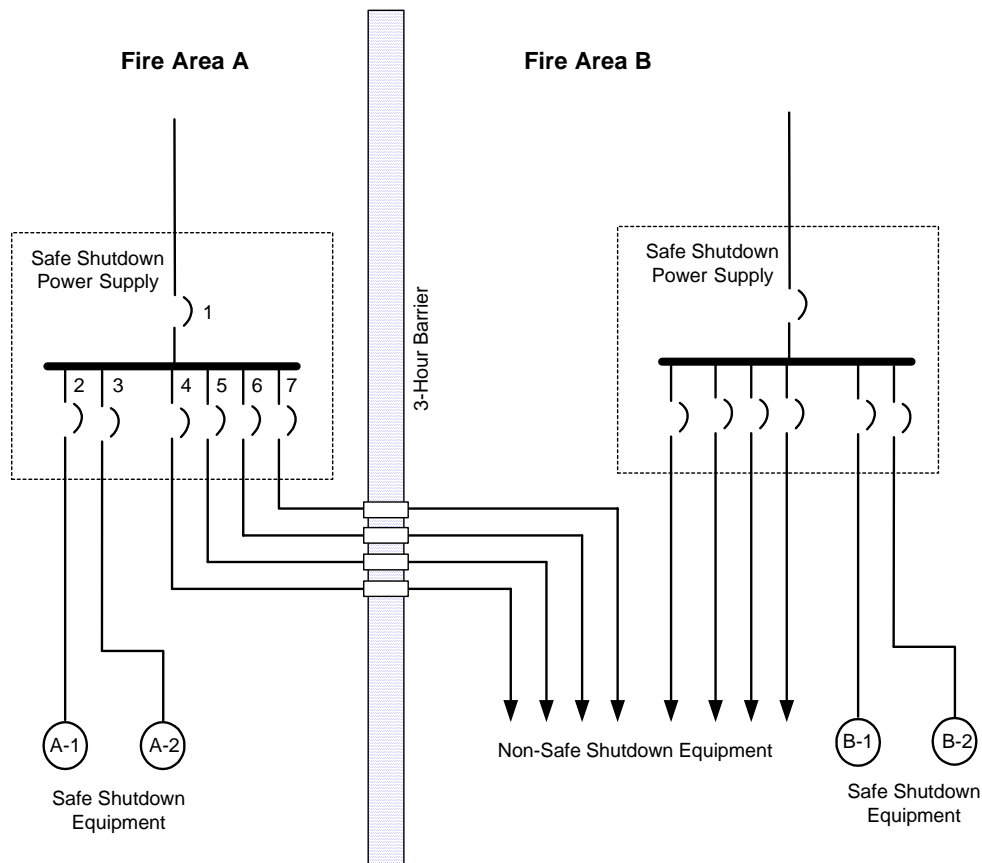 Fire Area A
Fire Area B
Safe Shutdown
Power Supply
Safe Shutdown
Power Supply
1
3-Hour Barrier
2
3
4
5
6
7
A-1
A-2
Non-Safe Shutdown Equipment
B-1
B-2
Safe Shutdown
Equipment
Safe Shutdown
Equipment